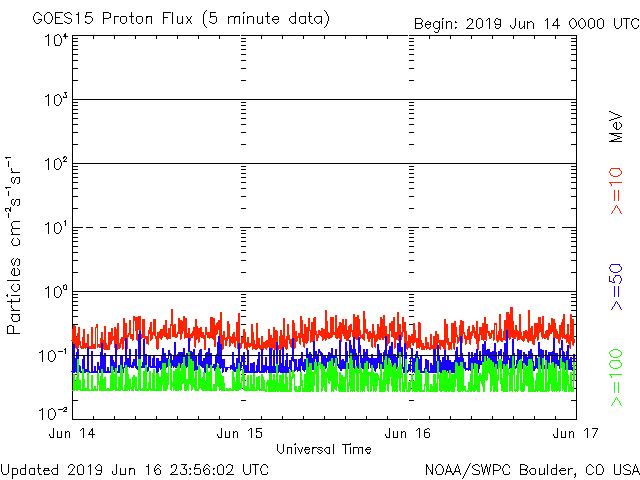 GOES15 Proton Flux (5 minute data)
Begin: 2019 Jun 14 0000 UTC
10⁴
10³
10²
10¹
10⁰
10⁻¹
10⁻²
Particles cm⁻²s⁻¹sr⁻¹
MeV
>=10
>=50
>=100
Jun 14 Jun 15 Jun 16 Jun 17
Universal Time
Updated 2019 Jun 16 23:56:02 UTC
NOAA/SWPC Boulder, CO USA